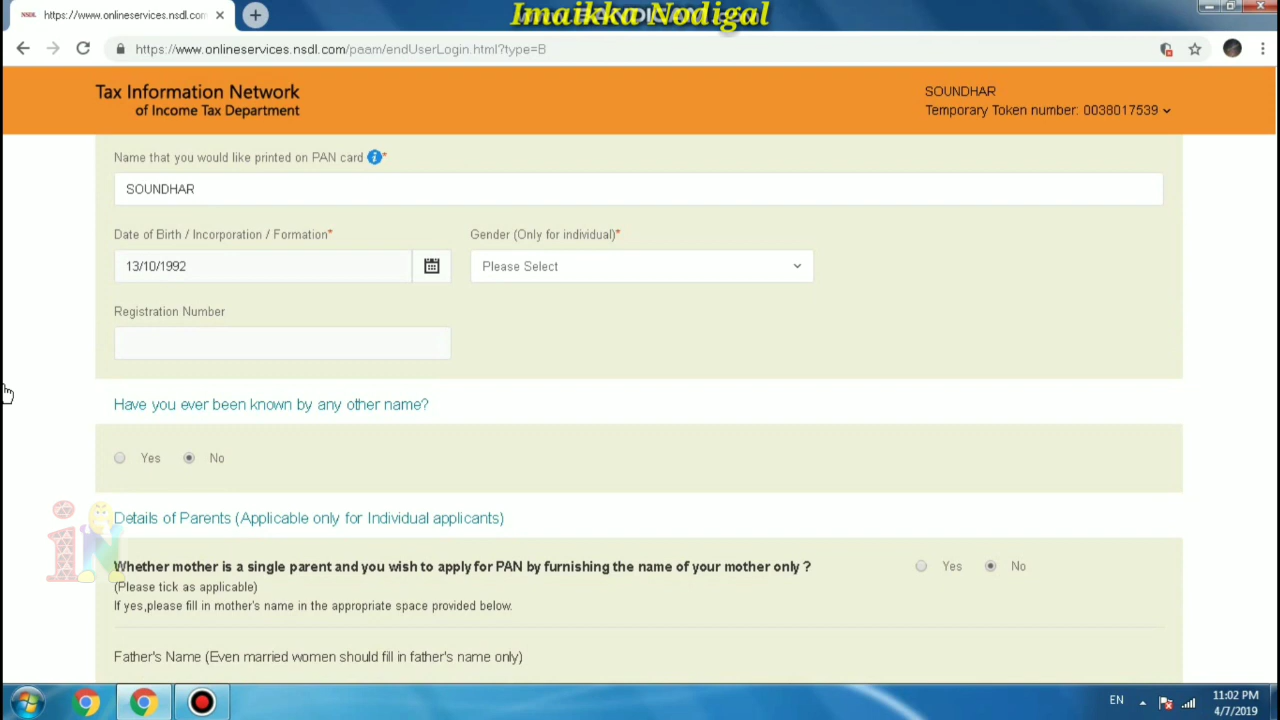 Imaikka Nodigal
NSDL https://www.onlineservices.nsdl.com
https://www.onlineservices.nsdl.com/paam/endUserLogin.html?type=B
Tax Information Network
of Income Tax Department
SOUNDHAR
Temporary Token number: 0038017539
Name that you would like printed on PAN card *
SOUNDHAR
Date of Birth / Incorporation / Formation*
Gender (Only for individual)*
13/10/1992
Please Select
Registration Number
Have you ever been known by any other name?
Yes No
Details of Parents (Applicable only for Individual applicants)
Whether mother is a single parent and you wish to apply for PAN by furnishing the name of your mother only ? Yes No
(Please tick as applicable)
If yes,please fill in mother's name in the appropriate space provided below.
Father's Name (Even married women should fill in father's name only)
iN
EN
11:02 PM
4/7/2019